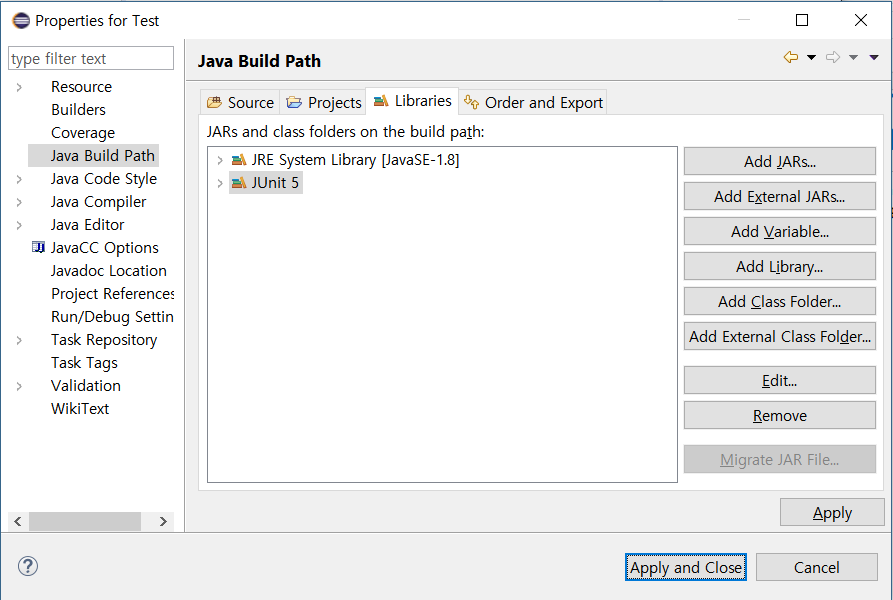 Properties for Test
type filter text
Resource
Builders
Coverage
Java Build Path
Java Code Style
Java Compiler
Java Editor
JavaCC Options
Javadoc Location
Project References
Run/Debug Settin
Task Repository
Task Tags
Validation
WikiText
Java Build Path
Source
Projects
Libraries
Order and Export
JARs and class folders on the build path:
JRE System Library [JavaSE-1.8]
JUnit 5
Add JARs...
Add External JARs...
Add Variable...
Add Library...
Add Class Folder...
Add External Class Folder...
Edit...
Remove
Migrate JAR File...
Apply
Apply and Close
Cancel